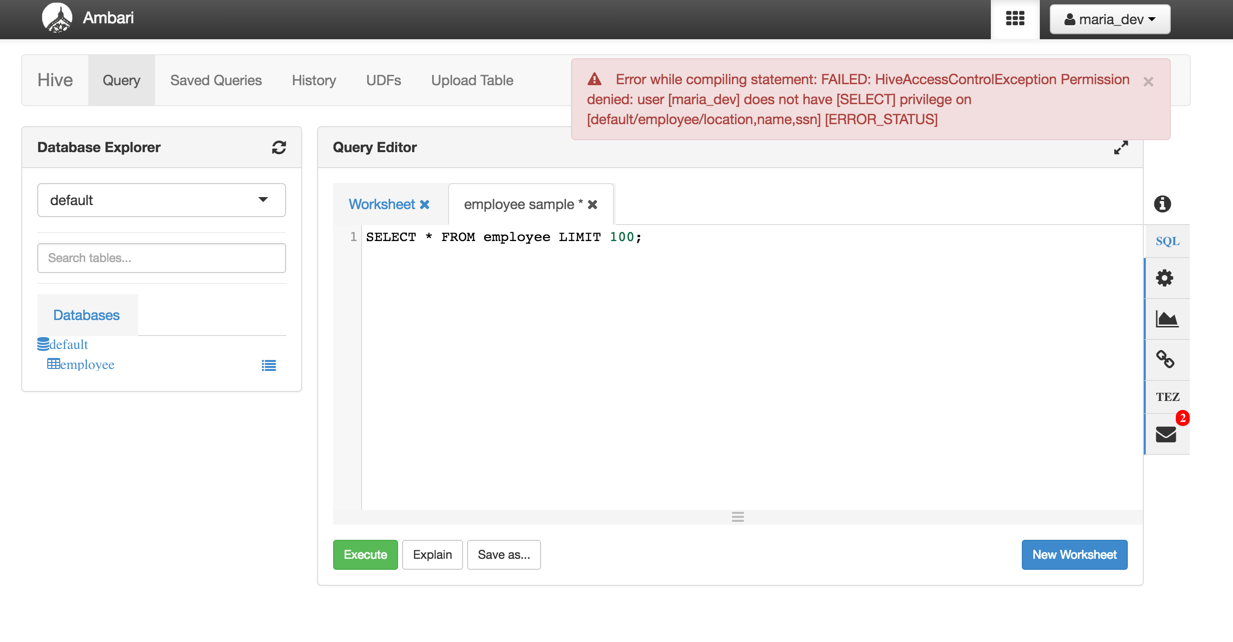 Ambari
maria_dev
Hive
Query
Saved Queries
History
UDFs
Upload Table
Error while compiling statement: FAILED: HiveAccessControlException Permission
denied: user [maria_dev] does not have [SELECT] privilege on
[default/employee/location,name,ssn] [ERROR_STATUS]
Database Explorer
default
Search tables...
Databases
default
employee
Query Editor
Worksheet
employee sample *
1 SELECT * FROM employee LIMIT 100;
Execute
Explain
Save as...
New Worksheet
SQL
TEZ
2